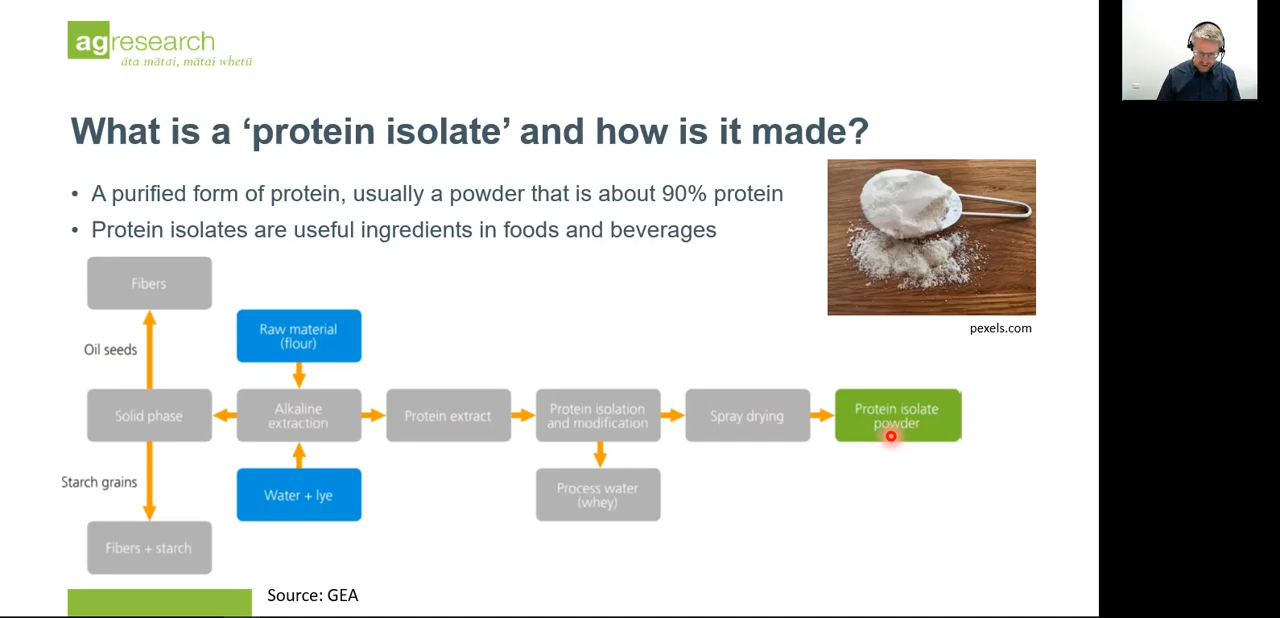 agresearch
āta mātai, mātai whetū
What is a ‘protein isolate’ and how is it made?
• A purified form of protein, usually a powder that is about 90% protein
• Protein isolates are useful ingredients in foods and beverages
pexels.com
Fibers
Oil seeds
Raw material
(flour)
Solid phase
Alkaline
extraction
Protein extract
Protein isolation
and modification
Spray drying
Protein isolate
powder
Starch grains
Water + lye
Process water
(whey)
Fibers + starch
Source: GEA